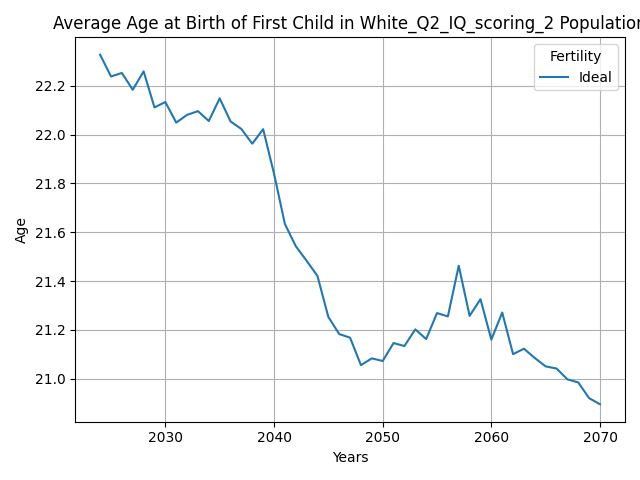 Average Age at Birth of First Child in White_Q2_IQ_scoring_2 Population
Fertility
Ideal
22.2
22.0
21.8
21.6
21.4
21.2
21.0
Age
2030 2040 2050 2060 2070
Years